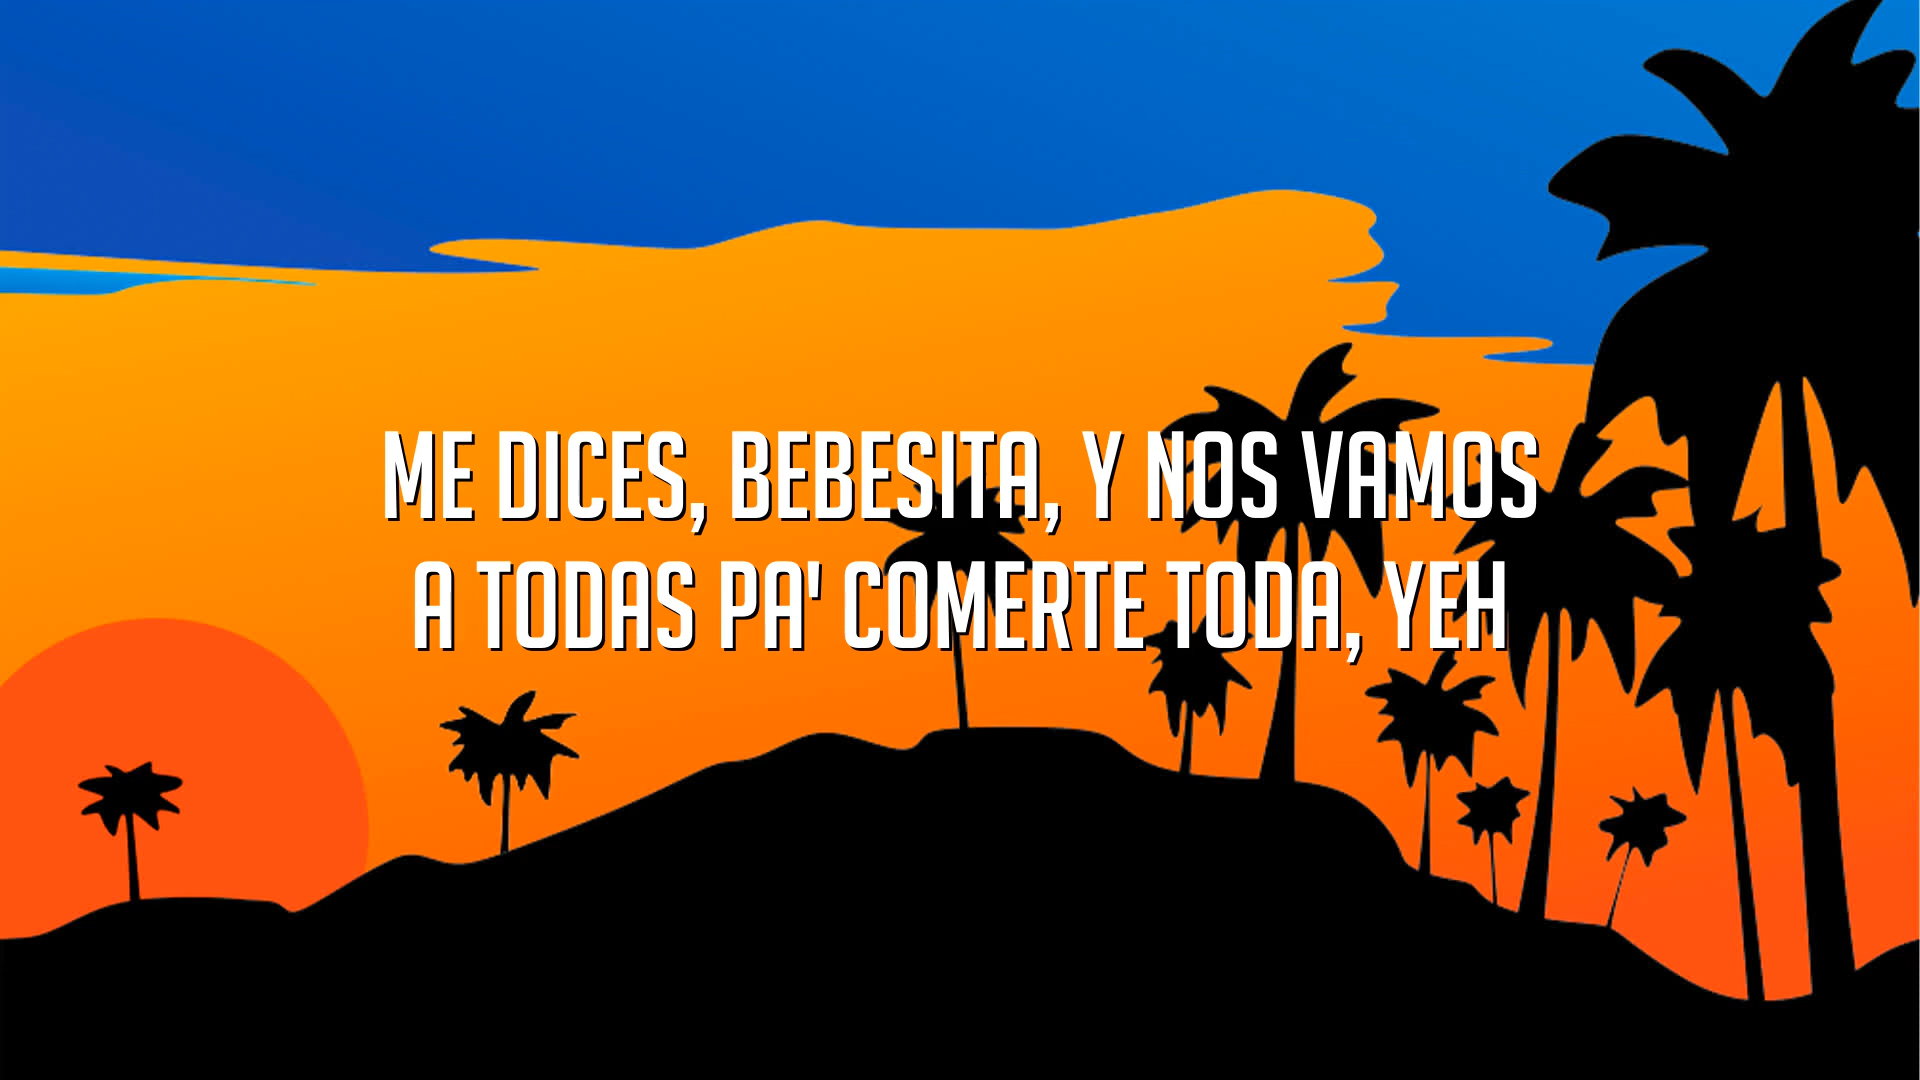 ME DICES, BEBESITA, Y NOS VAMOS
A TODAS PA' COMERTE TODA, YEH